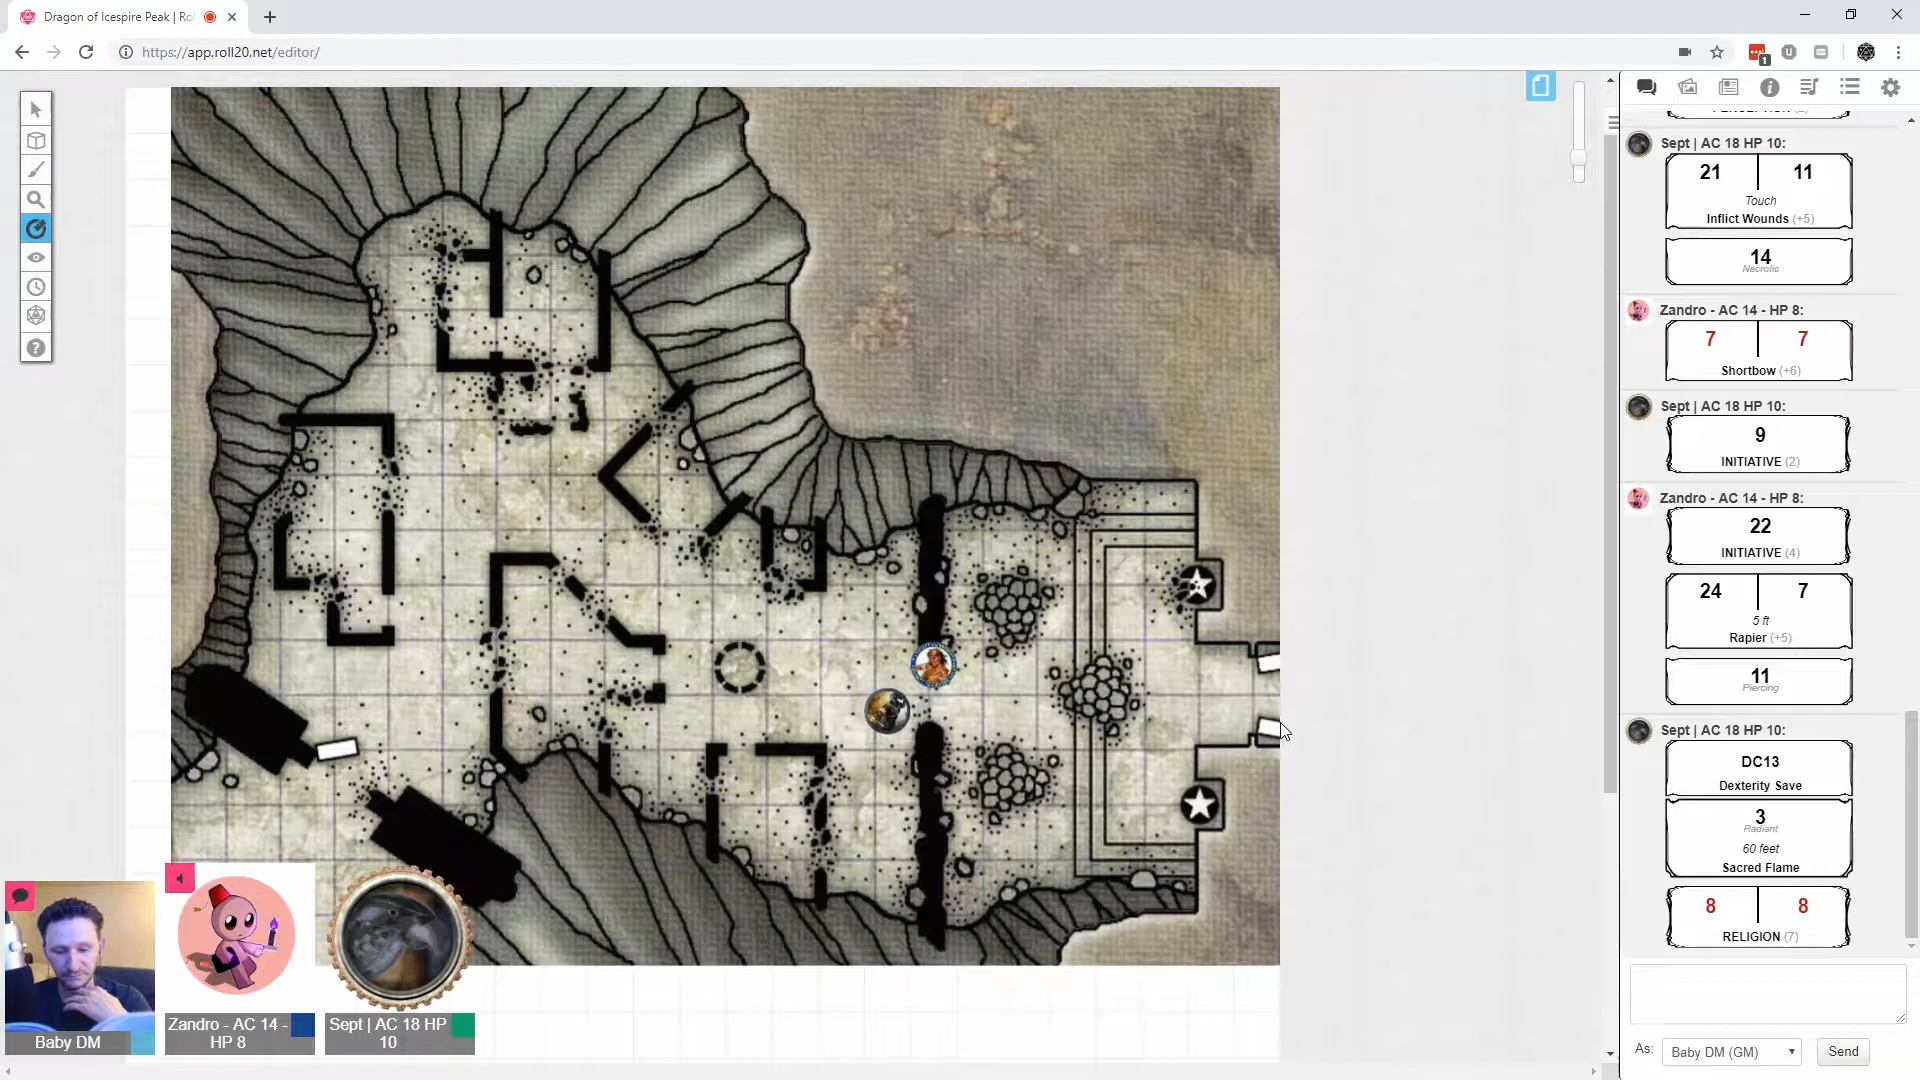 Dragon of Icespire Peak | Ro
https://app.roll20.net/editor/
1
Sept | AC 18 HP 10:
21 11
Touch
Inflict Wounds (+5)
14
Necrotic
Zandro - AC 14 - HP 8:
7 7
Shortbow (+6)
Sept | AC 18 HP 10:
9
INITIATIVE (2)
Zandro - AC 14 - HP 8:
22
INITIATIVE (4)
24 7
5 ft
Rapier (+5)
11
Piercing
Sept | AC 18 HP 10:
DC13
Dexterity Save
3
Radiant
60 feet
Sacred Flame
8 8
RELIGION (7)
As:
Baby DM (GM)
Send
Baby DM
Zandro - AC 14 -
HP 8
Sept | AC 18 HP
10